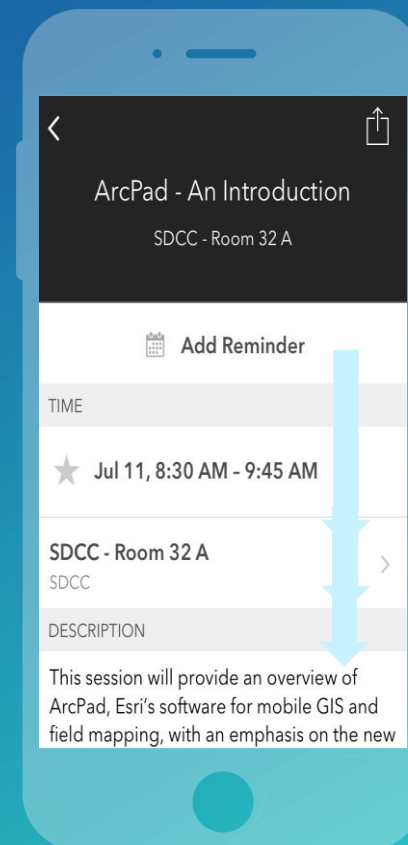 ArcPad - An Introduction
SDCC - Room 32 A
Add Reminder
TIME
Jul 11, 8:30 AM – 9:45 AM
SDCC - Room 32 A
SDCC
DESCRIPTION
This session will provide an overview of
ArcPad, Esri’s software for mobile GIS and
field mapping, with an emphasis on the new